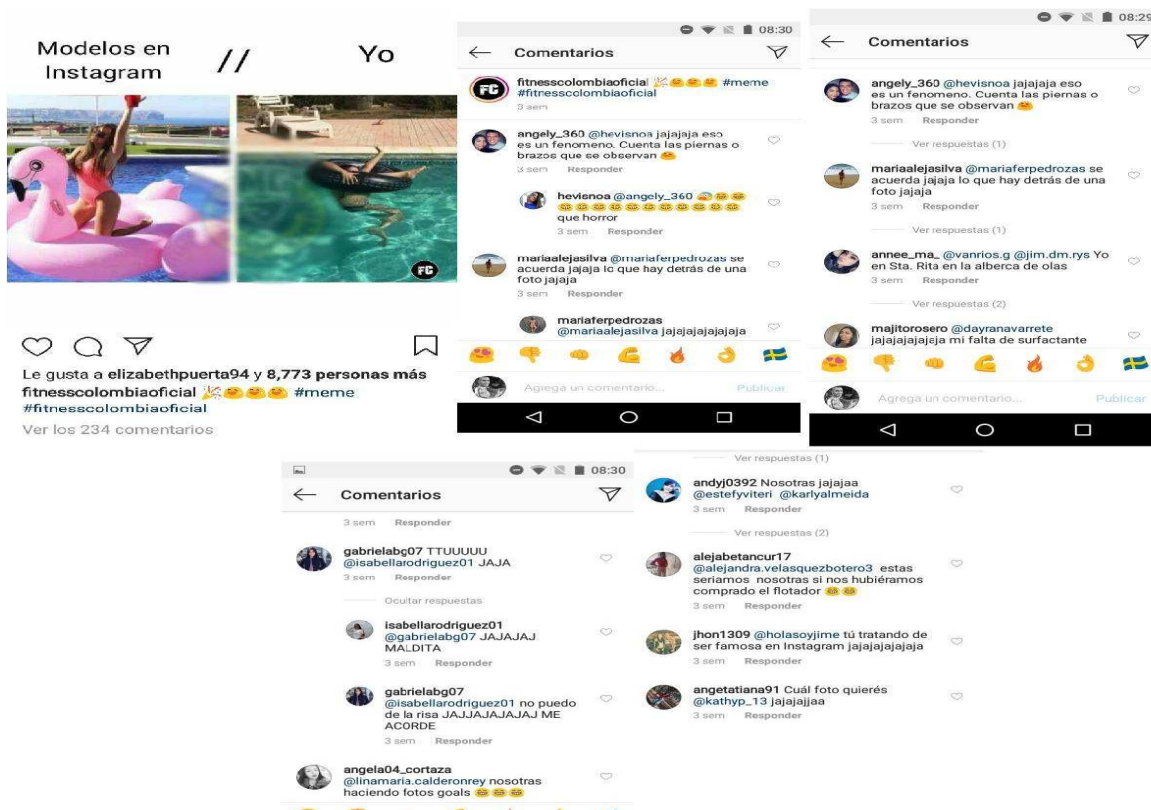 Modelos en
Instagram
//
Yo
FC
Le gusta a elizabethpuerta94 y 8,773 personas más
fitnesscolombiaoficial #meme
#fitnesscolombiaoficial
Ver los 234 comentarios
08:30
Comentarios
FC
fitnesscolombiaoficial #meme
#fitnesscolombiaoficial
3 sem
angely_360 @hevisnoa jajajaja eso
es un fenomeno. Cuenta las piernas o
brazos que se observan
3 sem Responder
hevisnoa @angely_360
que horror
3 sem Responder
mariaalejasilva @mariaferpedrozas se
acuerda jajaja lo que hay detrás de una
foto jajaja
3 sem Responder
mariaferpedrozas
@mariaalejasilva jajajajajajaja
Agrega un comentario... Publicar
08:29
Comentarios
angely_360 @hevisnoa jajajaja eso
es un fenomeno. Cuenta las piernas o
brazos que se observan
3 sem Responder
Ver respuestas (1)
mariaalejasilva @mariaferpedrozas se
acuerda jajaja lo que hay detrás de una
foto jajaja
3 sem Responder
Ver respuestas (1)
annee_ma_ @vanrios.g @jim.dm.rys Yo
en Sta. Rita en la alberca de olas
3 sem Responder
Ver respuestas (2)
majitorosero @dayranavarrete
jajajajajajeja mi falta de surfactante
Agrega un comentario... Publicar
08:30
Comentarios
3 sem Responder
gabrielabg07 TTUUUUU
@isabellarodriguez01 JAJA
3 sem Responder
Ocultar respuestas
isabellarodriguez01
@gabrielabg07 JAJAJAJ
MALDITA
3 sem Responder
gabrielabg07
@isabellarodriguez01 no puedo
de la risa JAJJAJAJAJAJ ME
ACORDE
3 sem Responder
angela04_cortaza
@linamaria.calderonrey nosotras
haciendo fotos goals
Ver respuestas (1)
andyj0392 Nosotras jajajaa
@estefyviteri @karlyalmeida
3 sem Responder
Ver respuestas (2)
alejabetancur17
@alejandra.velasquezbotero3 estas
seriamos nosotras si nos hubiéramos
comprado el flotador
3 sem Responder
jhon1309 @holasoyjime tú tratando de
ser famosa en Instagram jajajajajajaja
3 sem Responder
angetatiana91 Cuál foto quierés
@kathyp_13 jajajajjaa
3 sem Responder